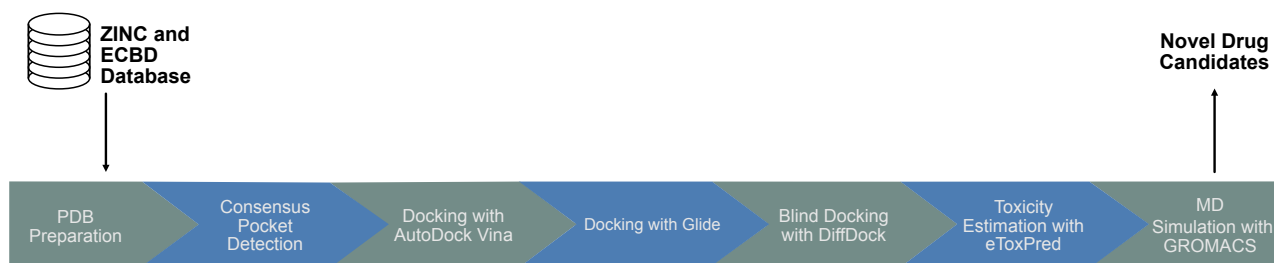 ZINC and
ECBD
Database
Novel Drug
Candidates
PDB
Preparation
Consensus
Pocket
Detection
Docking with
AutoDock Vina
Docking with Glide
Blind Docking
with DiffDock
Toxicity
Estimation with
eToxPred
MD
Simulation with
GROMACS